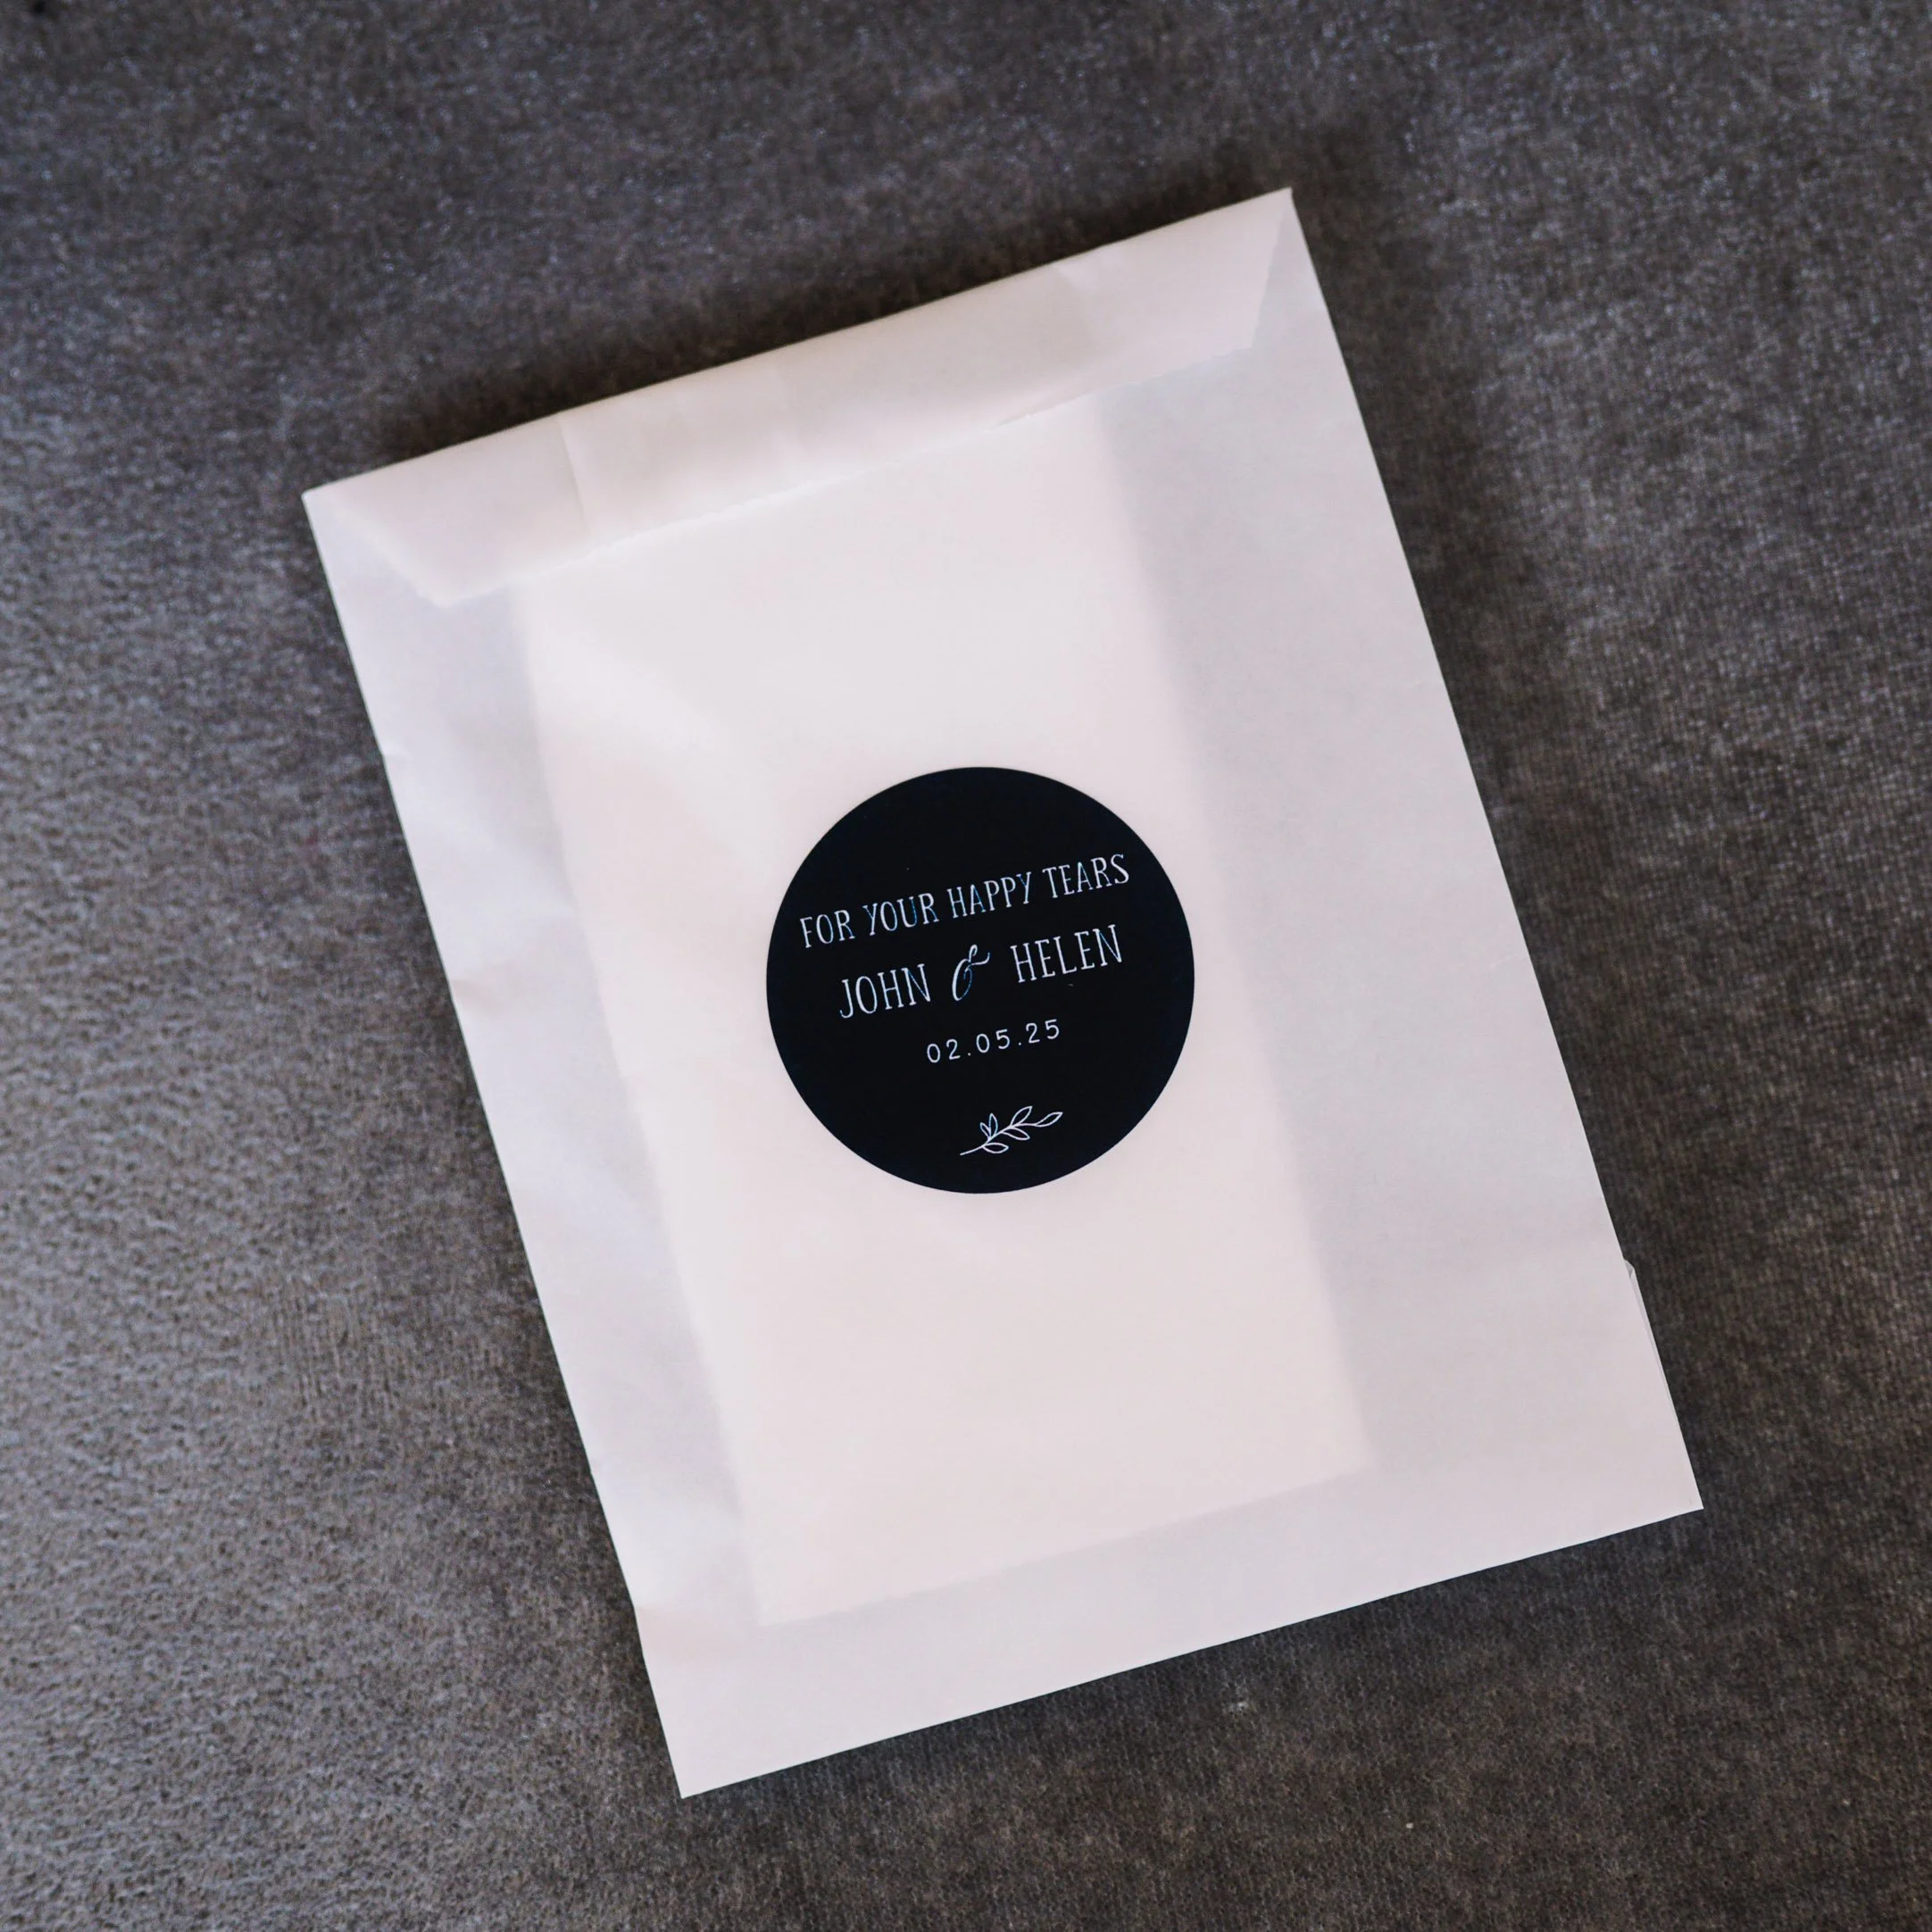 FOR YOUR HAPPY TEARS
JOHN & HELEN
02.05.25